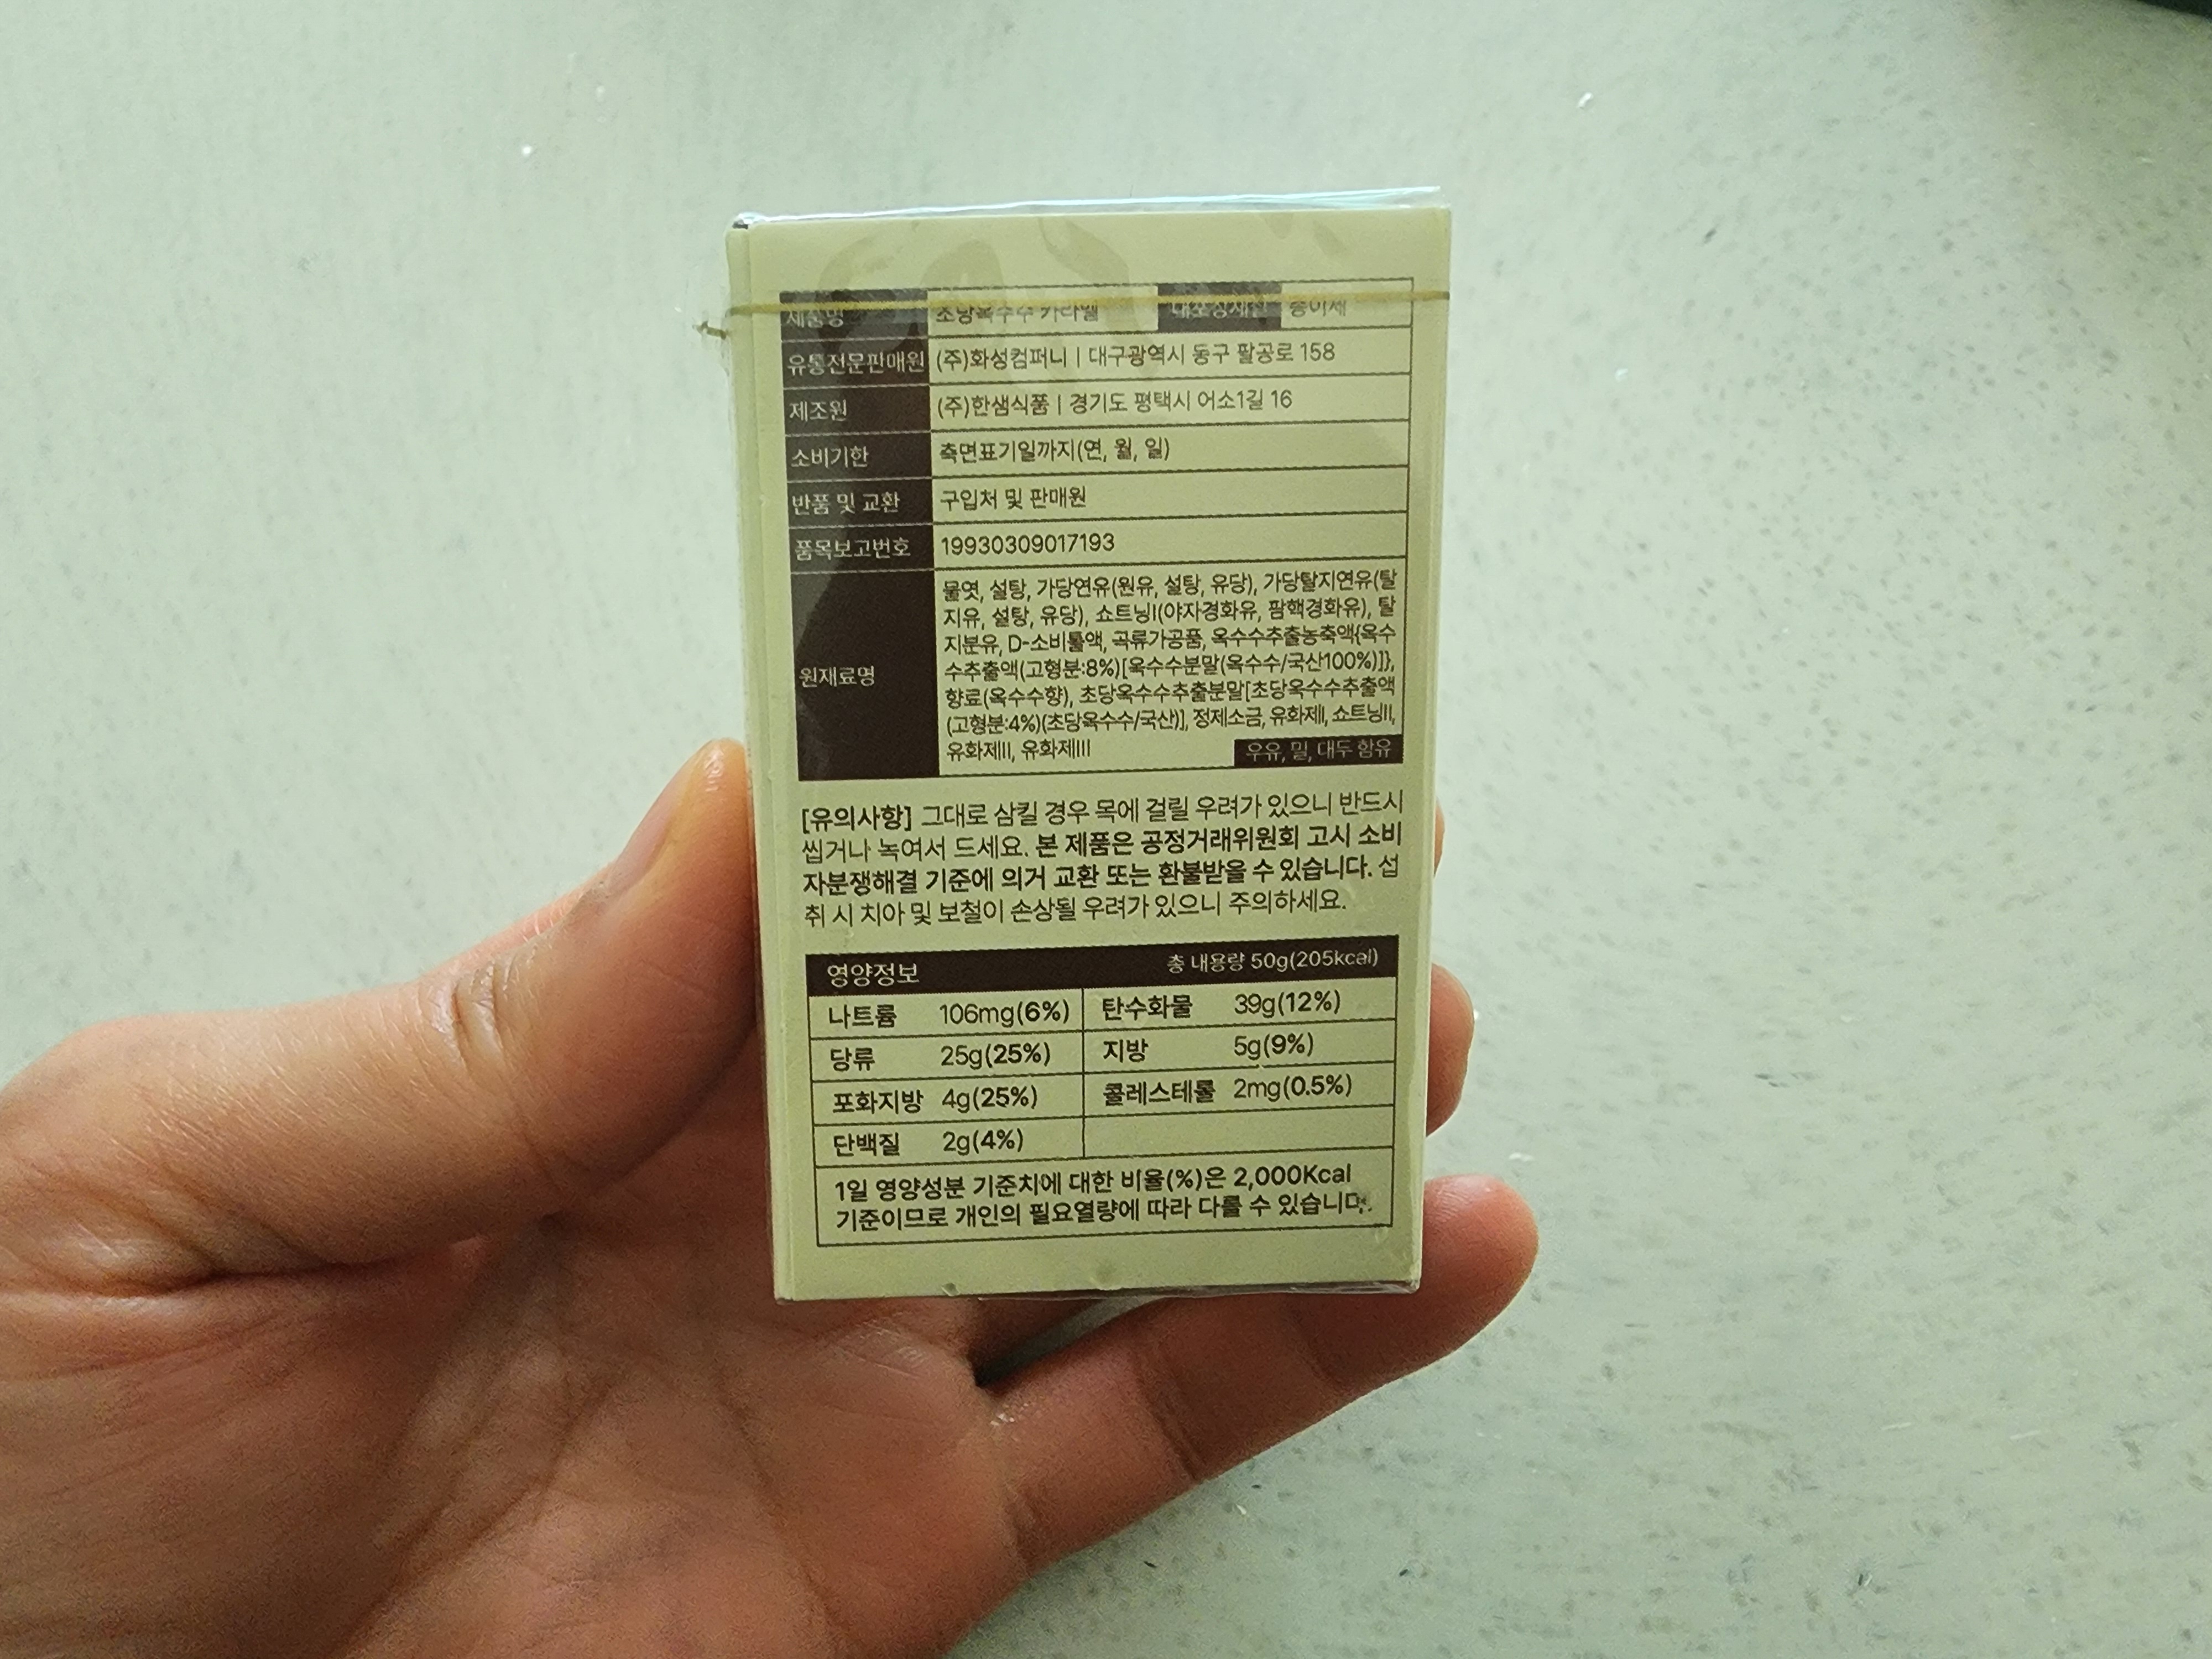 제품명 초당옥수수 카라멜 내포장재질 종이제
유통전문판매원 (주)화성컴퍼니 | 대구광역시 동구 팔공로 158
제조원 (주)한샘식품 | 경기도 평택시 어소1길 16
소비기한 측면표기일까지(연, 월, 일)
반품 및 교환 구입처 및 판매원
품목보고번호 19930309017193
원재료명
물엿, 설탕, 가당연유(원유, 설탕, 유당), 가당탈지연유(탈
지유, 설탕, 유당), 쇼트닝I(야자경화유, 팜핵경화유), 탈
지분유, D-소비톨액, 곡류가공품, 옥수수추출농축액{옥수
수추출액(고형분:8%)[옥수수분말(옥수수/국산100%)]},
향료(옥수수향), 초당옥수수추출분말[초당옥수수추출액
(고형분:4%)(초당옥수수/국산)], 정제소금, 유화제I, 쇼트닝II,
유화제II, 유화제III
우유, 밀, 대두 함유
[유의사항] 그대로 삼킬 경우 목에 걸릴 우려가 있으니 반드시
씹거나 녹여서 드세요. 본 제품은 공정거래위원회 고시 소비
자분쟁해결 기준에 의거 교환 또는 환불받을 수 있습니다. 섭
취 시 치아 및 보철이 손상될 우려가 있으니 주의하세요.
영양정보 총 내용량 50g(205kcal)
나트륨 106mg(6%) 탄수화물 39g(12%)
당류 25g(25%) 지방 5g(9%)
포화지방 4g(25%) 콜레스테롤 2mg(0.5%)
단백질 2g(4%)
1일 영양성분 기준치에 대한 비율(%)은 2,000Kcal
기준이므로 개인의 필요열량에 따라 다를 수 있습니다.